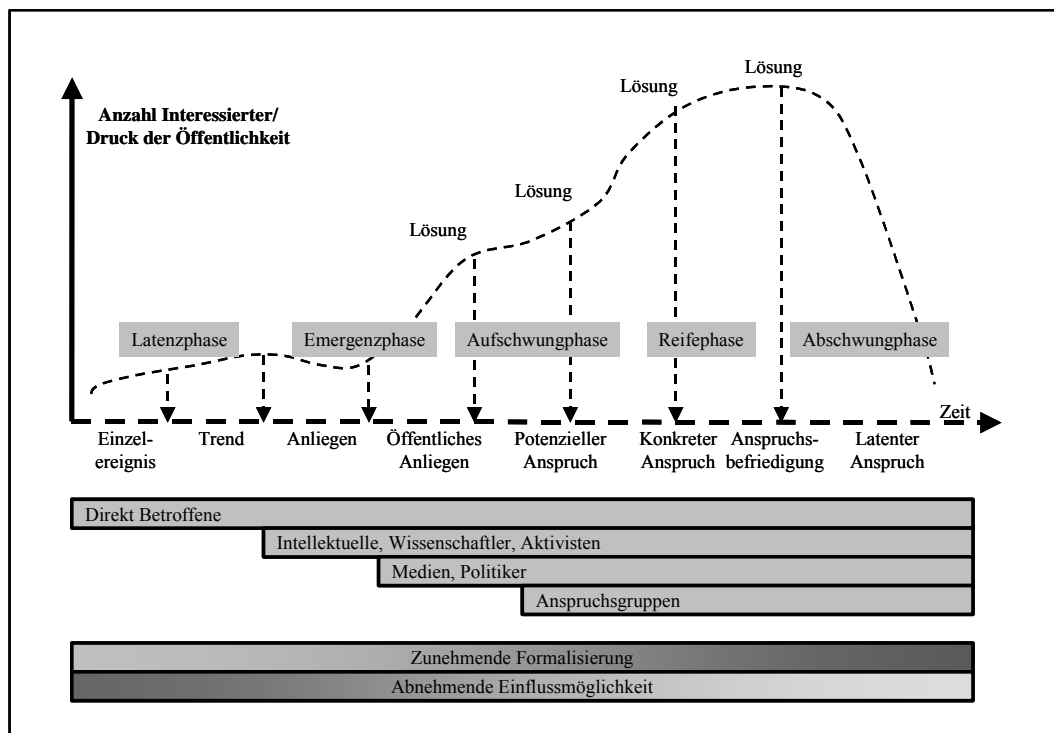 Lösung
Lösung
Anzahl Interessierter/
Druck der Öffentlichkeit
Lösung
Lösung
Latenzphase
Emergenzphase
Aufschwungphase
Reifephase
Abschwungphase
Zeit
Einzel-
ereignis
Trend
Anliegen
Öffentliches
Anliegen
Potenzieller
Anspruch
Konkreter
Anspruch
Anspruchs-
befriedigung
Latenter
Anspruch
Direkt Betroffene
Intellektuelle, Wissenschaftler, Aktivisten
Medien, Politiker
Anspruchsgruppen
Zunehmende Formalisierung
Abnehmende Einflussmöglichkeit